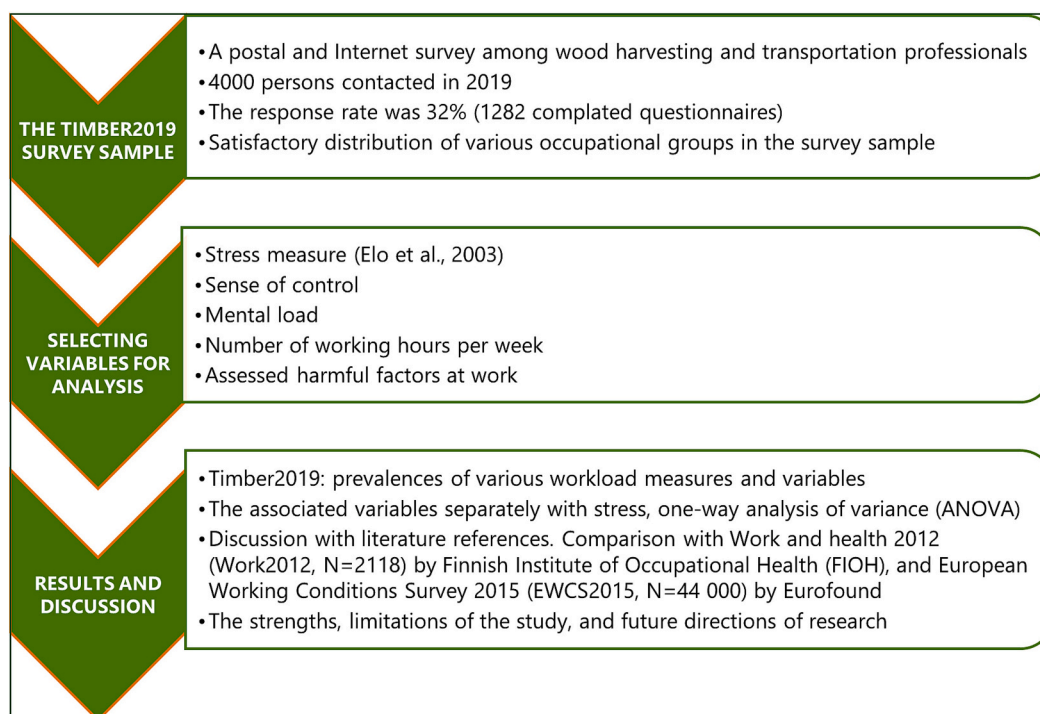 THE TIMBER2019
SURVEY SAMPLE
•A postal and Internet survey among wood harvesting and transportation professionals
•4000 persons contacted in 2019
•The response rate was 32% (1282 complated questionnaires)
•Satisfactory distribution of various occupational groups in the survey sample
SELECTING
VARIABLES FOR
ANALYSIS
•Stress measure (Elo et al., 2003)
•Sense of control
•Mental load
•Number of working hours per week
•Assessed harmful factors at work
RESULTS AND
DISCUSSION
•Timber2019: prevalences of various workload measures and variables
•The associated variables separately with stress, one-way analysis of variance (ANOVA)
•Discussion with literature references. Comparison with Work and health 2012
(Work2012, N=2118) by Finnish Institute of Occupational Health (FIOH), and European
Working Conditions Survey 2015 (EWCS2015, N=44 000) by Eurofound
•The strengths, limitations of the study, and future directions of research